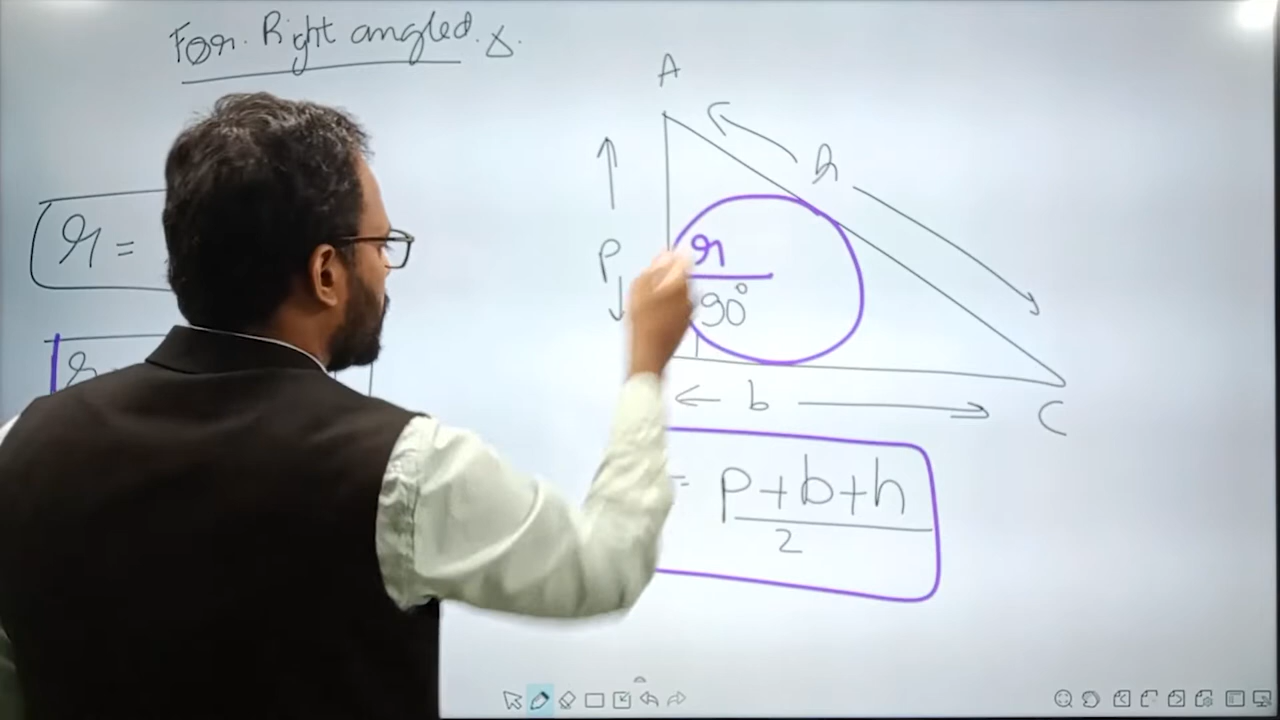 For. Right angled. Δ.
A
h
r =
r
P
90°
r
b
C
= p+b+h
2